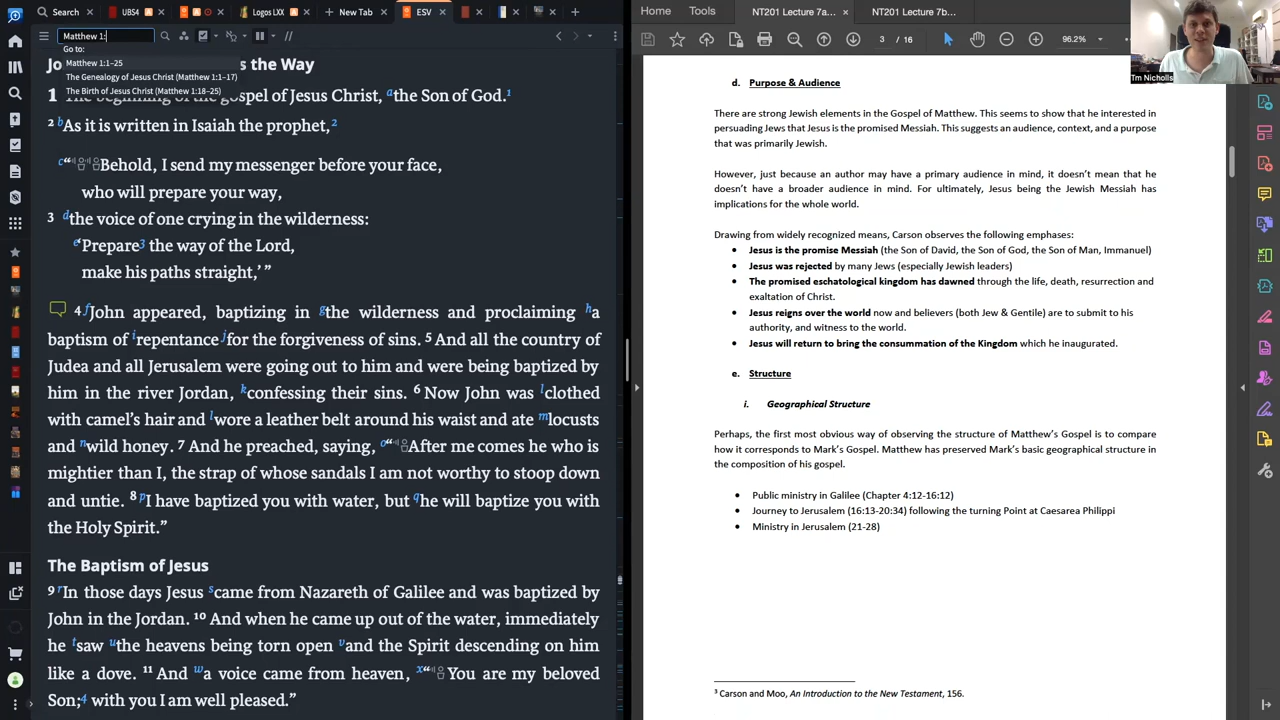 Search
UBS4
Logos LXX
New Tab
ESV
Matthew 1:
Go to:
Matthew 1:1–25
The Genealogy of Jesus Christ (Matthew 1:1–17)
The Birth of Jesus Christ (Matthew 1:18–25)
s the Way
1
spel of Jesus Christ, a the Son of God.1
2 b As it is written in Isaiah the prophet,2
c “Behold, I send my messenger before your face,
who will prepare your way,
3 d the voice of one crying in the wilderness:
e ‘Prepare3 the way of the Lord,
make his paths straight,’ ”
4 f John appeared, baptizing in g the wilderness and proclaiming h a
baptism of i repentance j for the forgiveness of sins. 5 And all the country of
Judea and all Jerusalem were going out to him and were being baptized by
him in the river Jordan, k confessing their sins. 6 Now John was l clothed
with camel’s hair and l wore a leather belt around his waist and ate m locusts
and n wild honey. 7 And he preached, saying, o “After me comes he who is
mightier than I, the strap of whose sandals I am not worthy to stoop down
and untie. 8 p I have baptized you with water, but q he will baptize you with
the Holy Spirit.”
The Baptism of Jesus
9 r In those days Jesus s came from Nazareth of Galilee and was baptized by
John in the Jordan. 10 And when he came up out of the water, immediately
he t saw u the heavens being torn open v and the Spirit descending on him
like a dove. 11 And w a voice came from heaven, x “You are my beloved
Home
Tools
NT201 Lecture 7a...
NT201 Lecture 7b...
3 / 16
96.2%
Tm Nicholls
d. Purpose & Audience
There are strong Jewish elements in the Gospel of Matthew. This seems to show that he interested in
persuading Jews that Jesus is the promised Messiah. This suggests an audience, context, and a purpose
that was primarily Jewish.
However, just because an author may have a primary audience in mind, it doesn’t mean that he
doesn’t have a broader audience in mind. For ultimately, Jesus being the Jewish Messiah has
implications for the whole world.
Drawing from widely recognized means, Carson observes the following emphases:
• Jesus is the promise Messiah (the Son of David, the Son of God, the Son of Man, Immanuel)
• Jesus was rejected by many Jews (especially Jewish leaders)
• The promised eschatological kingdom has dawned through the life, death, resurrection and
exaltation of Christ.
• Jesus reigns over the world now and believers (both Jew & Gentile) are to submit to his
authority, and witness to the world.
• Jesus will return to bring the consummation of the Kingdom which he inaugurated.
e. Structure
i. Geographical Structure
Perhaps, the first most obvious way of observing the structure of Matthew’s Gospel is to compare
how it corresponds to Mark’s Gospel. Matthew has preserved Mark’s basic geographical structure in
the composition of his gospel.
• Public ministry in Galilee (Chapter 4:12-16:12)
• Journey to Jerusalem (16:13-20:34) following the turning Point at Caesarea Philippi
• Ministry in Jerusalem (21-28)
3 Carson and Moo, An Introduction to the New Testament, 156.